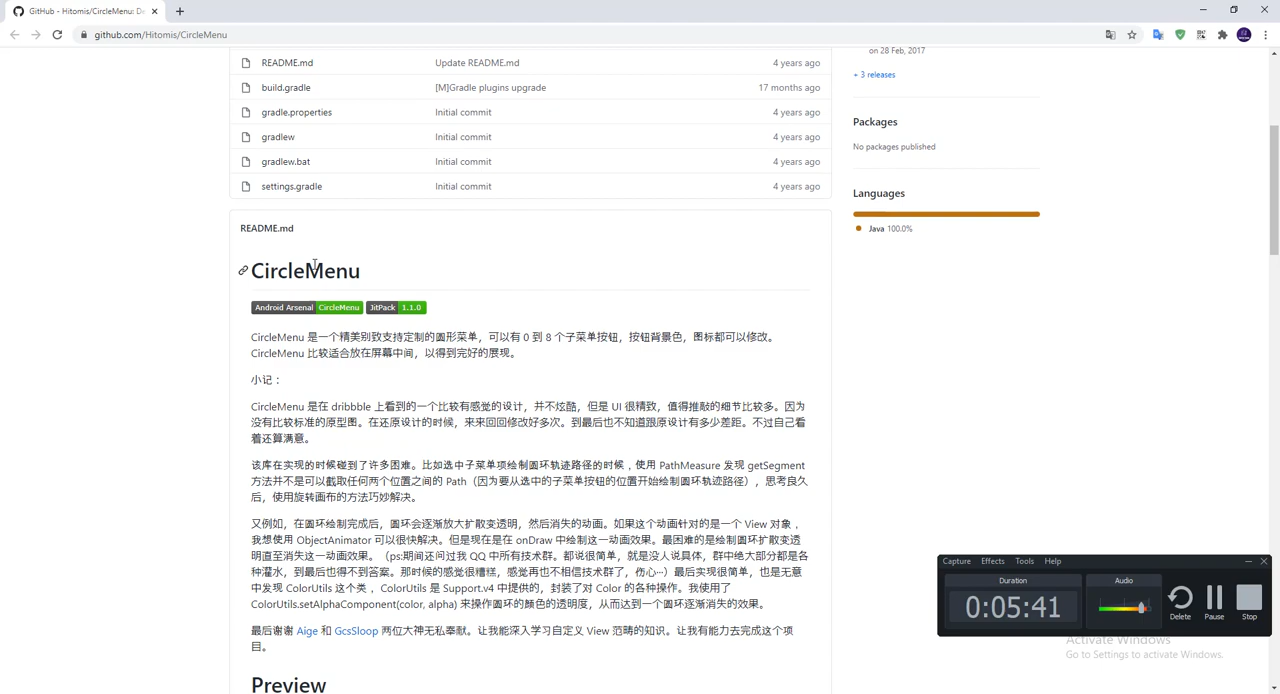 GitHub - Hitomis/CircleMenu: D
github.com/Hitomis/CircleMenu
on 28 Feb, 2017
README.md Update README.md 4 years ago
+ 3 releases
build.gradle [M]Gradle plugins upgrade 17 months ago
gradle.properties Initial commit 4 years ago
Packages
gradlew Initial commit 4 years ago
No packages published
gradlew.bat Initial commit 4 years ago
settings.gradle Initial commit 4 years ago
Languages
Java 100.0%
README.md
CircleMenu
Android Arsenal CircleMenu JitPack 1.1.0
CircleMenu 是一个精美别致支持定制的圆形菜单，可以有 0 到 8 个子菜单按钮，按钮背景色，图标都可以修改。
CircleMenu 比较适合放在屏幕中间，以得到完好的展现。
小记：
CircleMenu 是在 dribbble 上看到的一个比较有感觉的设计，并不炫酷，但是 UI 很精致，值得推敲的细节比较多。因为
没有比较标准的原型图。在还原设计的时候，来来回回修改好多次。到最后也不知道跟原设计有多少差距。不过自己看
着还算满意。
该库在实现的时候碰到了许多困难。比如选中子菜单项绘制圆环轨迹路径的时候，使用 PathMeasure 发现 getSegment
方法并不是可以截取任何两个位置之间的 Path（因为要从选中的子菜单按钮的位置开始绘制圆环轨迹路径），思考良久
后，使用旋转画布的方法巧妙解决。
又例如，在圆环绘制完成后，圆环会逐渐放大扩散变透明，然后消失的动画。如果这个动画针对的是一个 View 对象，
我想使用 ObjectAnimator 可以很快解决。但是现在是在 onDraw 中绘制这一动画效果。最困难的是绘制圆环扩散变透
明直至消失这一动画效果。（ps:期间还问过我 QQ 中所有技术群。都说很简单，就是没人说具体，群中绝大部分都是各
种灌水，到最后也得不到答案。那时候的感觉很糟糕，感觉再也不相信技术群了，伤心···）最后实现很简单，也是无意
中发现 ColorUtils 这个类，ColorUtils 是 Support.v4 中提供的，封装了对 Color 的各种操作。我使用了
ColorUtils.setAlphaComponent(color, alpha) 来操作圆环的颜色的透明度，从而达到一个圆环逐渐消失的效果。
最后谢谢 Aige 和 GcsSloop 两位大神无私奉献。让我能深入学习自定义 View 范畴的知识。让我有能力去完成这个项
目。
Preview
Capture Effects Tools Help
Duration Audio
0:05:41
Delete Pause Stop
Activate Windows
Go to Settings to activate Windows.